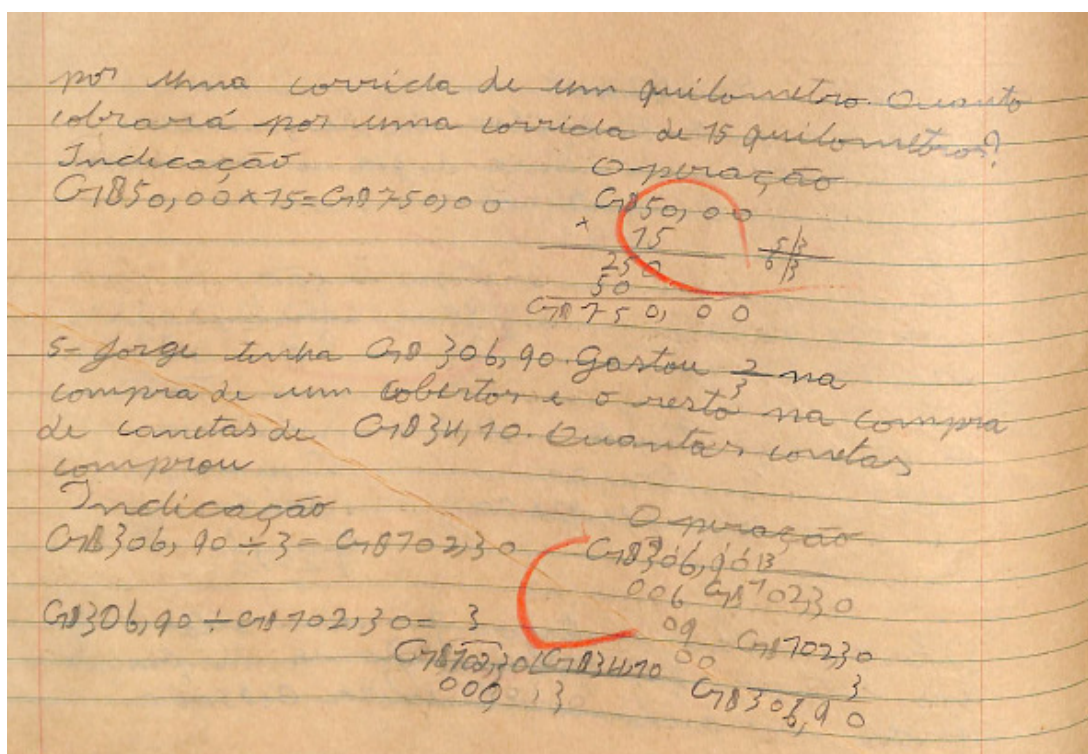 por uma corrida de um quilometro. Quanto
cobrará por uma corrida de 15 quilometros?
Indicação Operação
Cr$50,00 x 15 = Cr$750,00 Cr$50,00
x 15
250
50
Cr$750,00
5- Jorge tinha Cr$ 306,90. Gastou 2/3 na
compra de um cobertor e o resto na compra
de canetas de Cr$34,10. Quantas canetas
comprou
Indicação Operação
Cr$306,90 ÷ 3 = Cr$102,30 Cr$306,90 3
006 Cr$102,30
Cr$306,90 ÷ Cr$102,30 = 3 09 Cr$102,30
00 3
Cr$102,30 Cr$34,10 Cr$306,90
000 3